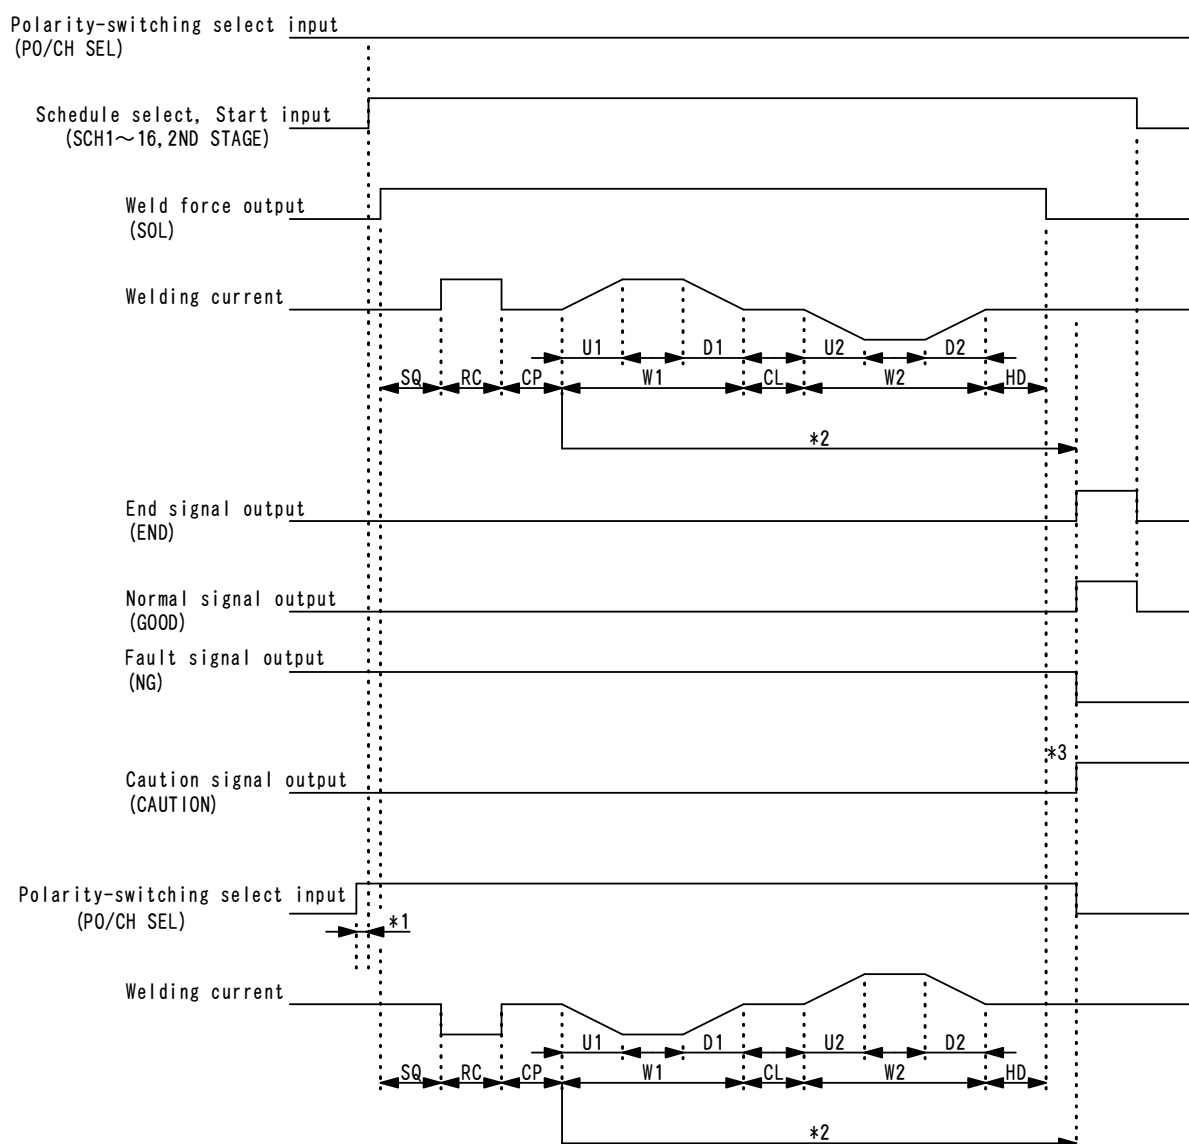 Polarity-switching select input
(PO/CH SEL)
Schedule select, Start input
(SCH1～16, 2ND STAGE)
Weld force output
(SOL)
Welding current
U1 D1 U2 D2
SQ RC CP W1 CL W2 HD
*2
End signal output
(END)
Normal signal output
(GOOD)
Fault signal output
(NG)
*3
Caution signal output
(CAUTION)
Polarity-switching select input
(PO/CH SEL)
*1
Welding current
U1 D1 U2 D2
SQ RC CP W1 CL W2 HD
*2